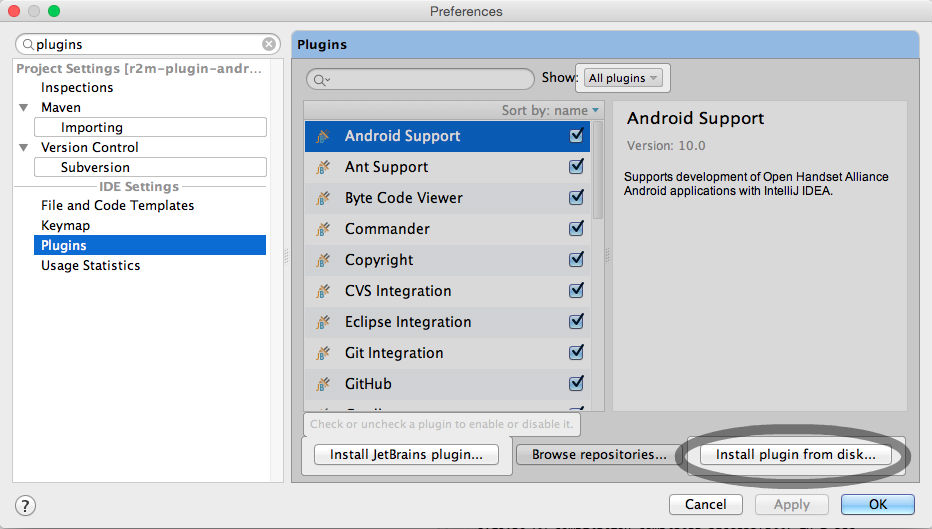 Preferences
plugins
Project Settings [r2m-plugin-andr...
Inspections
Maven
Importing
Version Control
Subversion
IDE Settings
File and Code Templates
Keymap
Plugins
Usage Statistics
Plugins
Show: All plugins
Sort by: name
Android Support
Ant Support
Byte Code Viewer
Commander
Copyright
CVS Integration
Eclipse Integration
Git Integration
GitHub
Android Support
Version: 10.0
Supports development of Open Handset Alliance
Android applications with IntelliJ IDEA.
Check or uncheck a plugin to enable or disable it.
Install JetBrains plugin... Browse repositories... Install plugin from disk...
? Cancel Apply OK